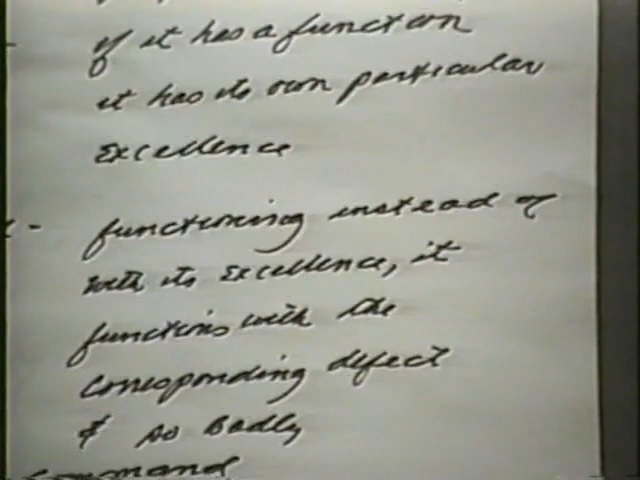 if it has a function
it has its own particular
Excellence
- functioning instead of
with its Excellence, it
functions with the
corresponding defect
& so Badly
command